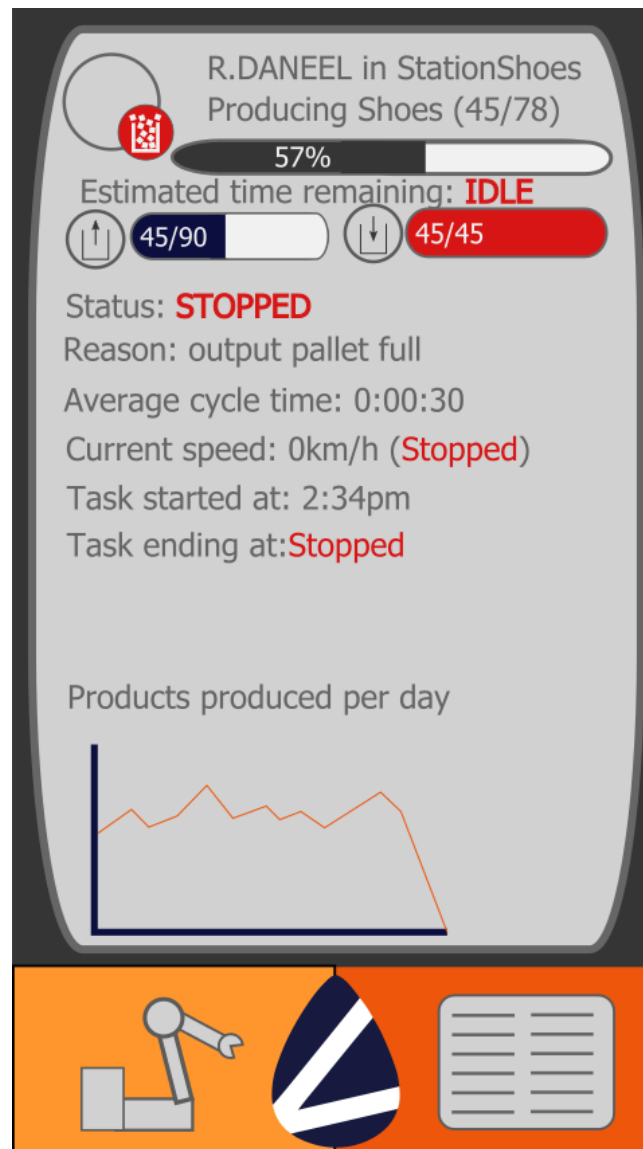 R.DANEEL in StationShoes
Producing Shoes (45/78)
57%
Estimated time remaining: IDLE
45/90
45/45
Status: STOPPED
Reason: output pallet full
Average cycle time: 0:00:30
Current speed: 0km/h (Stopped)
Task started at: 2:34pm
Task ending at:Stopped
Products produced per day